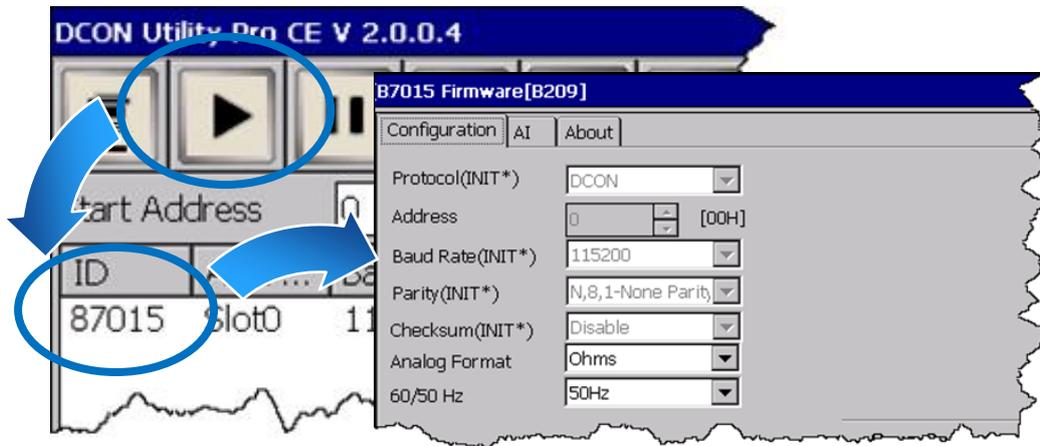 DCON Utility Pro CE V 2.0.0.4
Start Address 0
ID
87015 Slot0 11
87015 Firmware[B209]
Configuration AI About
Protocol(INIT*) DCON
Address 0 [00H]
Baud Rate(INIT*) 115200
Parity(INIT*) N,8,1-None Parity
Checksum(INIT*) Disable
Analog Format Ohms
60/50 Hz 50Hz